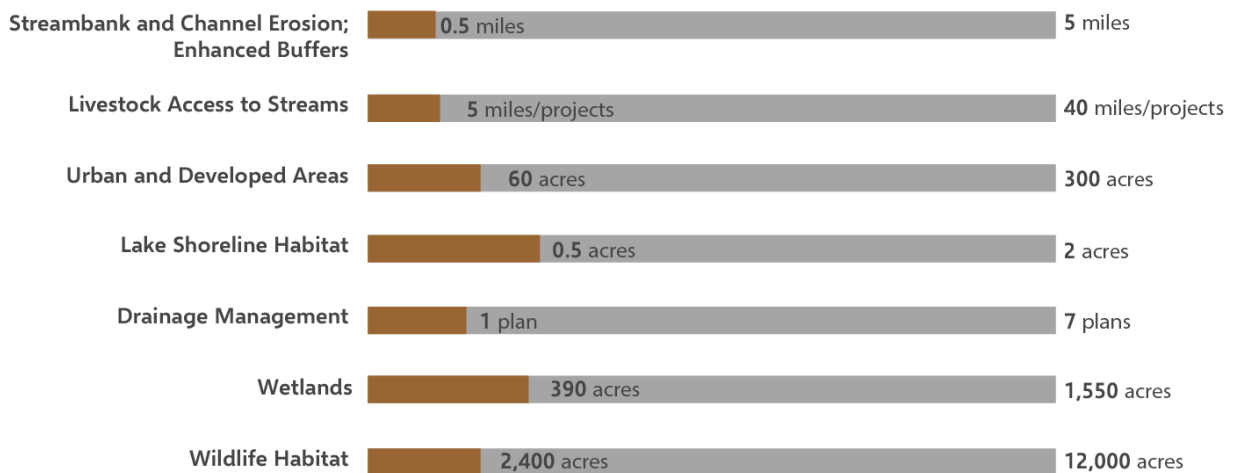 Streambank and Channel Erosion;
Enhanced Buffers
0.5 miles
5 miles
Livestock Access to Streams
5 miles/projects
40 miles/projects
Urban and Developed Areas
60 acres
300 acres
Lake Shoreline Habitat
0.5 acres
2 acres
Drainage Management
1 plan
7 plans
Wetlands
390 acres
1,550 acres
Wildlife Habitat
2,400 acres
12,000 acres